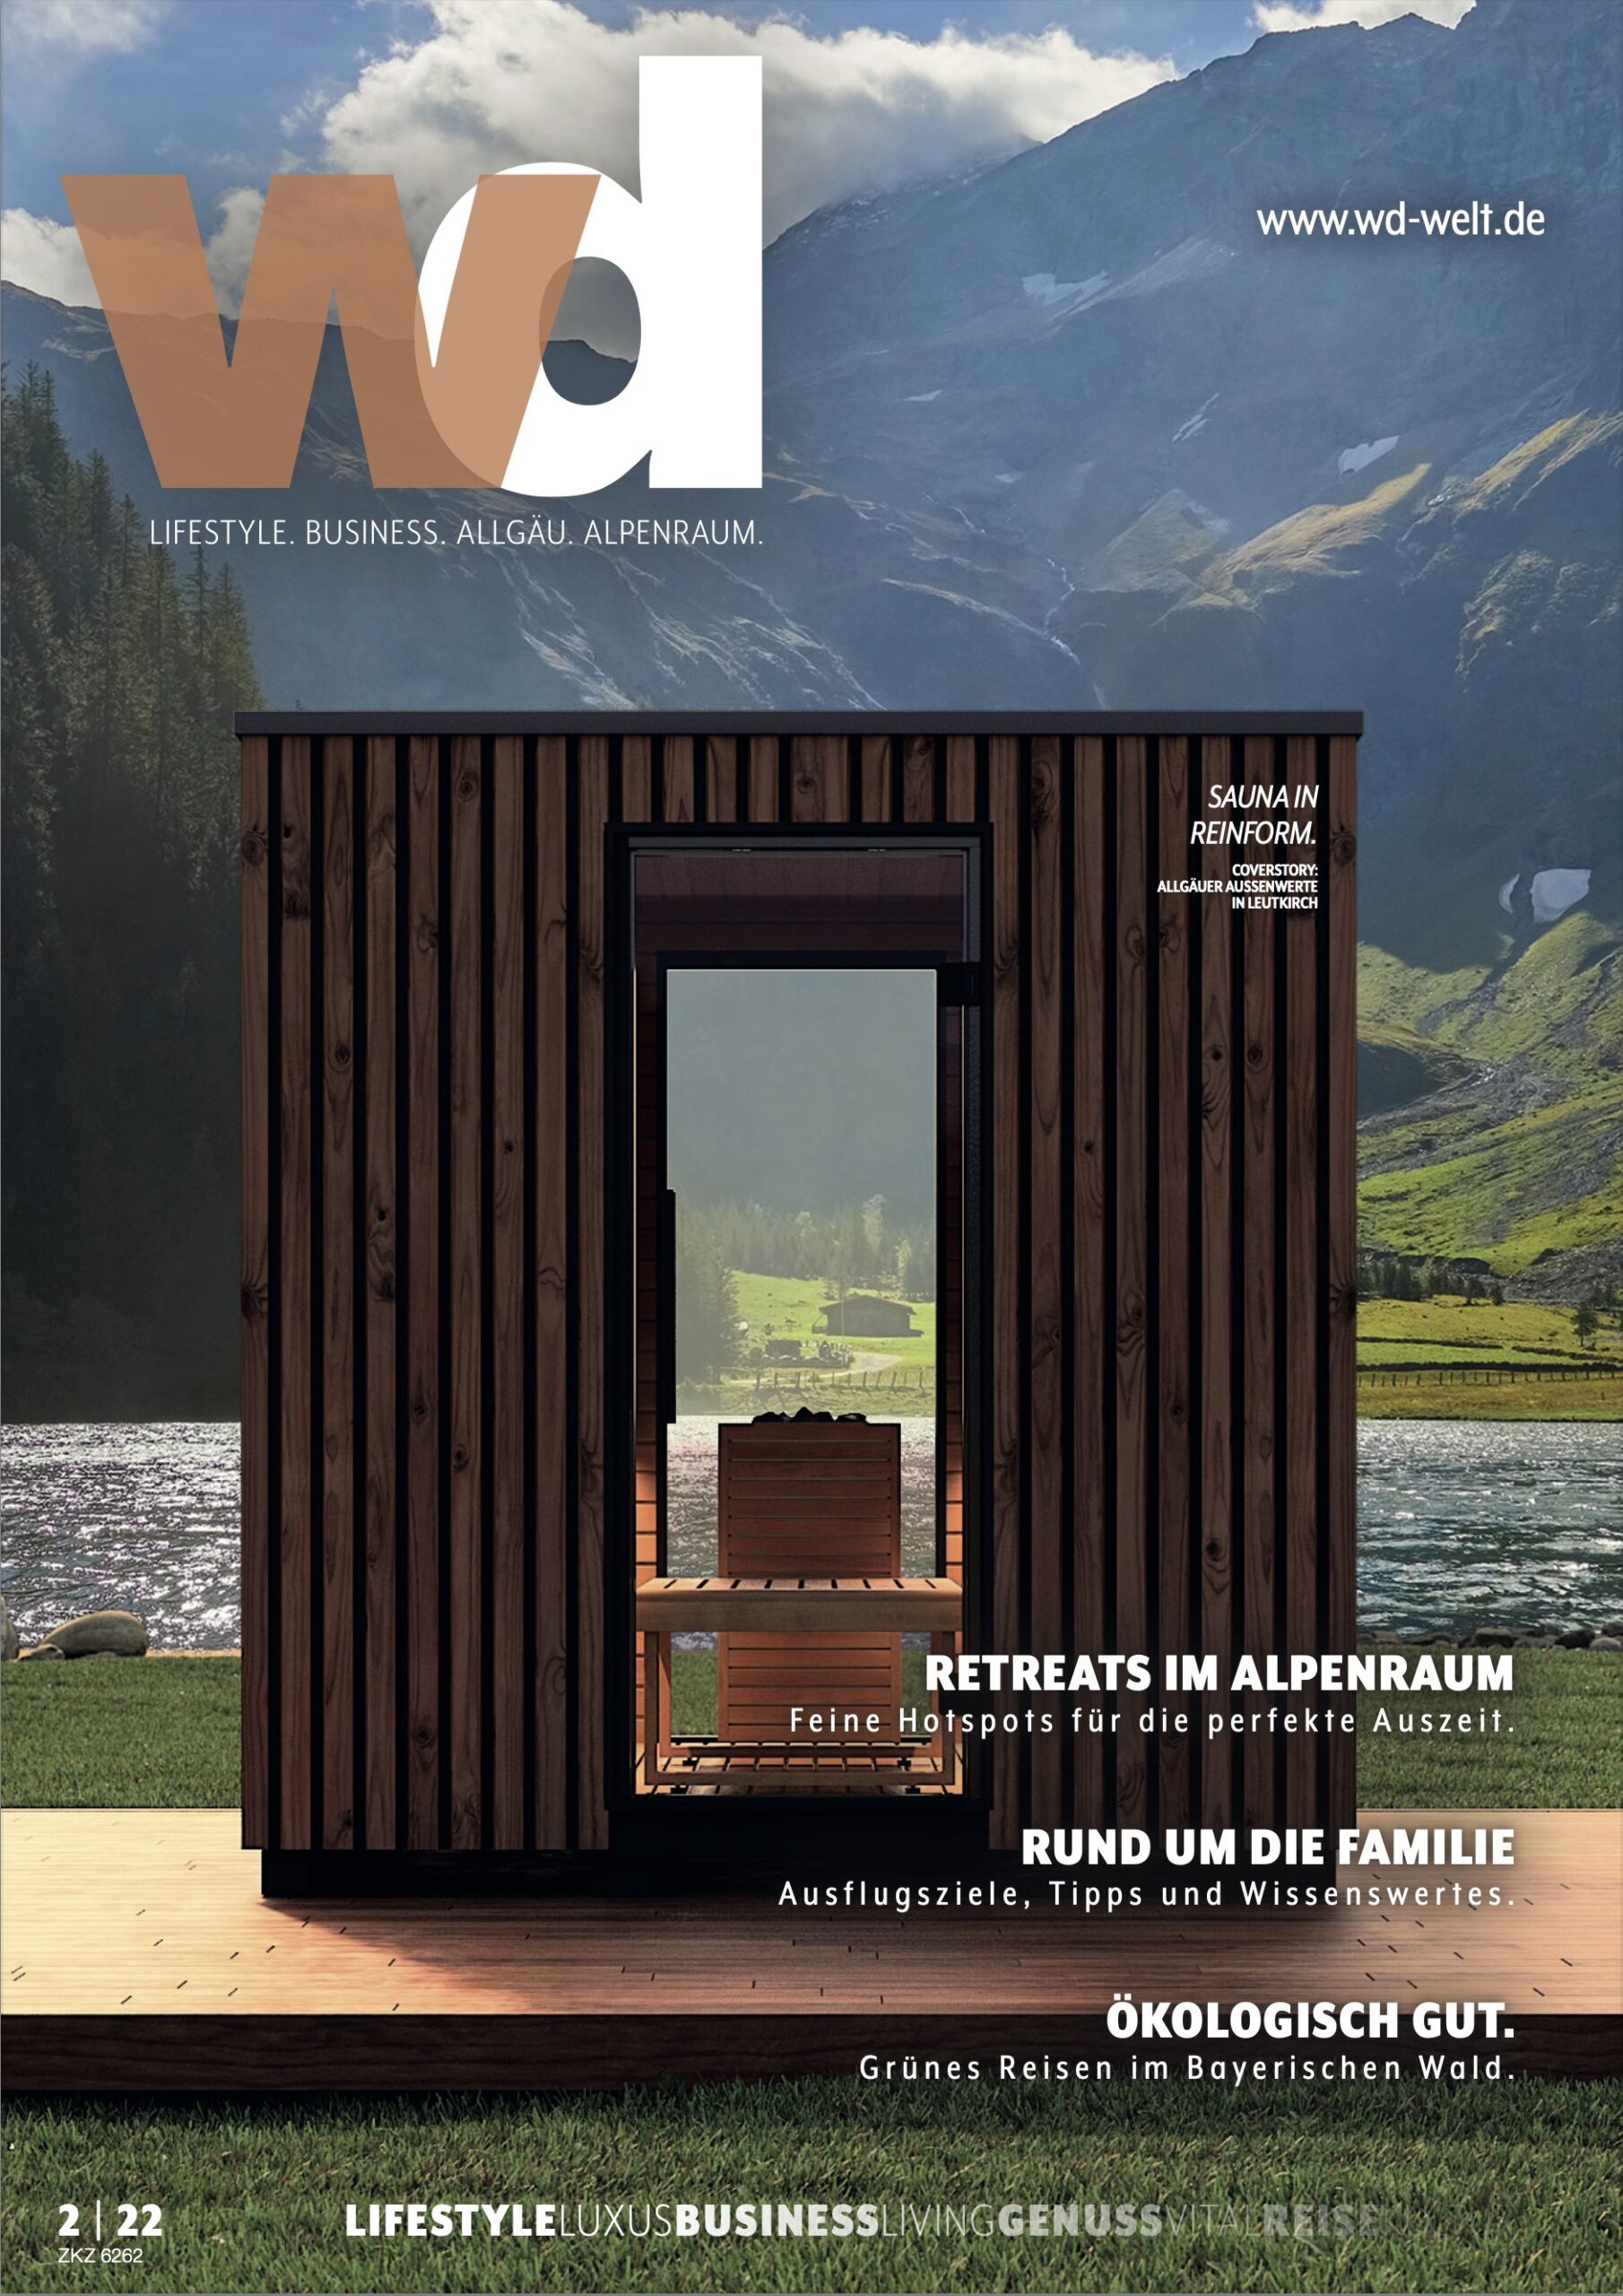 wd
www.wd-welt.de
LIFESTYLE. BUSINESS. ALLGÄU. ALPENRAUM.
SAUNA IN
REINFORM.
COVERSTORY:
ALLGÄUER AUSSENWERTE
IN LEUTKIRCH
RETREATS IM ALPENRAUM
Feine Hotspots für die perfekte Auszeit.
RUND UM DIE FAMILIE
Ausflugsziele, Tipps und Wissenswertes.
ÖKOLOGISCH GUT.
Grünes Reisen im Bayerischen Wald.
2 | 22
ZKZ 6262
LIFESTYLELUXUSBUSINESSLIVINGGENUSSVITALREISE